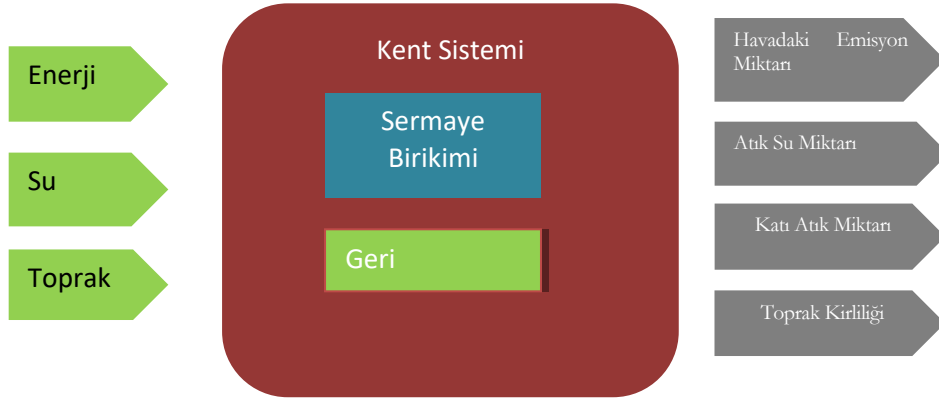 Enerji
Su
Toprak
Kent Sistemi
Sermaye
Birikimi
Geri
Havadaki Emisyon
Miktarı
Atık Su Miktarı
Katı Atık Miktarı
Toprak Kirliliği